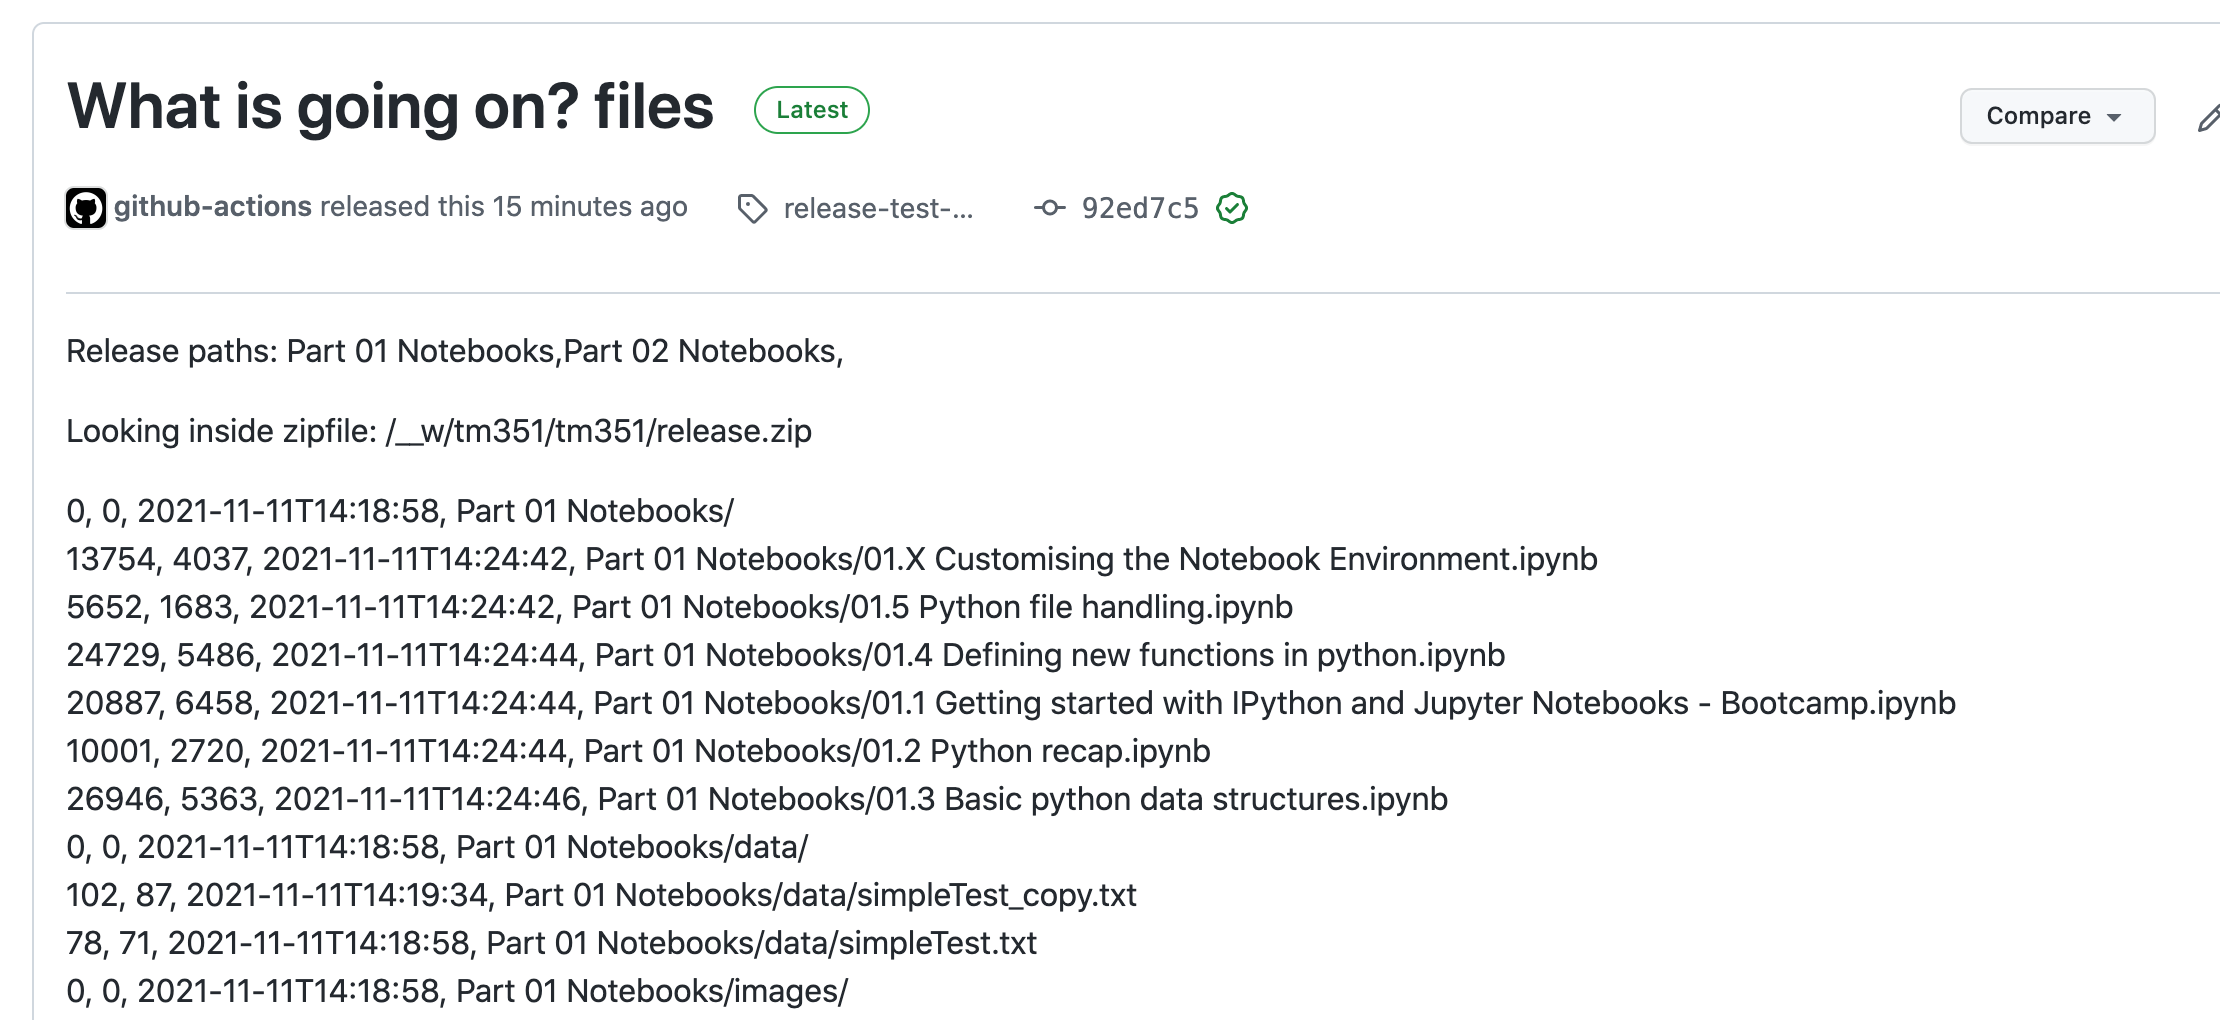 What is going on? files Latest Compare
github-actions released this 15 minutes ago release-test-... 92ed7c5
Release paths: Part 01 Notebooks,Part 02 Notebooks,
Looking inside zipfile: /__w/tm351/tm351/release.zip
0, 0, 2021-11-11T14:18:58, Part 01 Notebooks/
13754, 4037, 2021-11-11T14:24:42, Part 01 Notebooks/01.X Customising the Notebook Environment.ipynb
5652, 1683, 2021-11-11T14:24:42, Part 01 Notebooks/01.5 Python file handling.ipynb
24729, 5486, 2021-11-11T14:24:44, Part 01 Notebooks/01.4 Defining new functions in python.ipynb
20887, 6458, 2021-11-11T14:24:44, Part 01 Notebooks/01.1 Getting started with IPython and Jupyter Notebooks - Bootcamp.ipynb
10001, 2720, 2021-11-11T14:24:44, Part 01 Notebooks/01.2 Python recap.ipynb
26946, 5363, 2021-11-11T14:24:46, Part 01 Notebooks/01.3 Basic python data structures.ipynb
0, 0, 2021-11-11T14:18:58, Part 01 Notebooks/data/
102, 87, 2021-11-11T14:19:34, Part 01 Notebooks/data/simpleTest_copy.txt
78, 71, 2021-11-11T14:18:58, Part 01 Notebooks/data/simpleTest.txt
0, 0, 2021-11-11T14:18:58, Part 01 Notebooks/images/